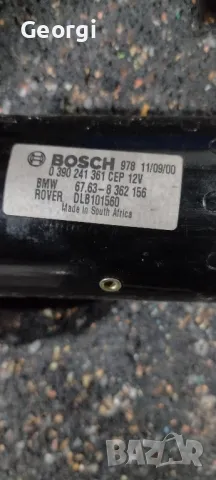 Georgi
BOSCH 978 11/09/00
0 390 241 361 CEP 12V
BMW 67.63-8 362 156
ROVER DLB101560
Made in South Africa
BAZAR